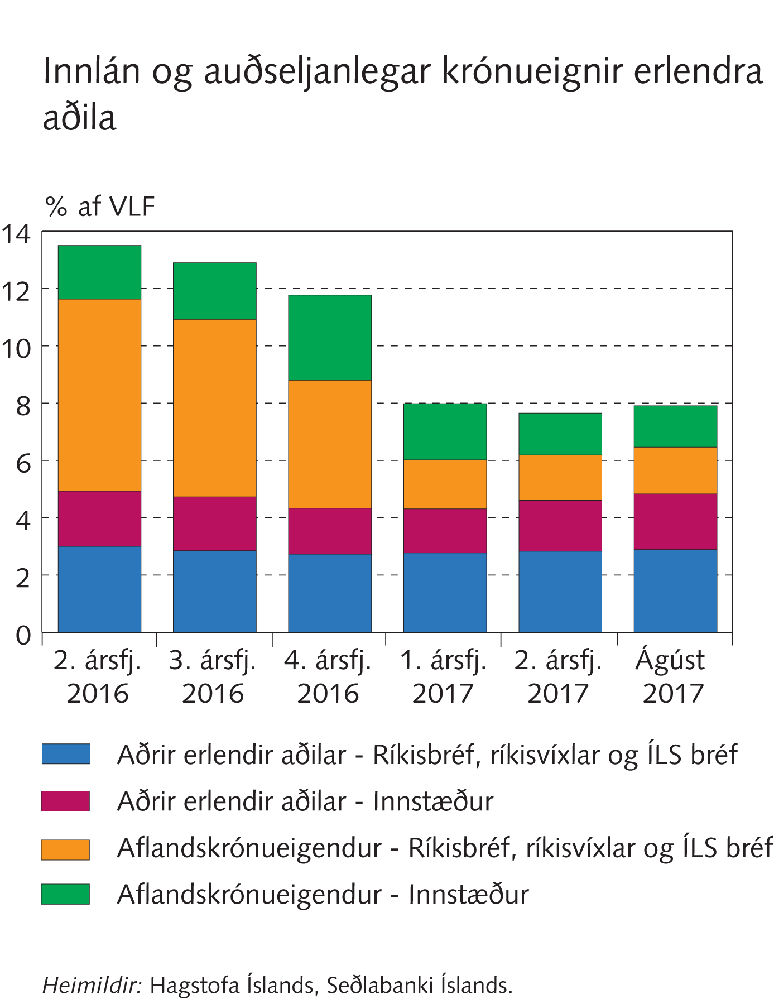 Innlán og auðseljanlegar krónueignir erlendra
aðila
% af VLF
14
12
10
8
6
4
2
0
2. ársfj. 3. ársfj. 4. ársfj. 1. ársfj. 2. ársfj. Ágúst
2016 2016 2016 2017 2017 2017
Aðrir erlendir aðilar - Ríkisbréf, ríkisvíxlar og ÍLS bréf
Aðrir erlendir aðilar - Innstæður
Aflandskrónueigendur - Ríkisbréf, ríkisvíxlar og ÍLS bréf
Aflandskrónueigendur - Innstæður
Heimildir: Hagstofa Íslands, Seðlabanki Íslands.